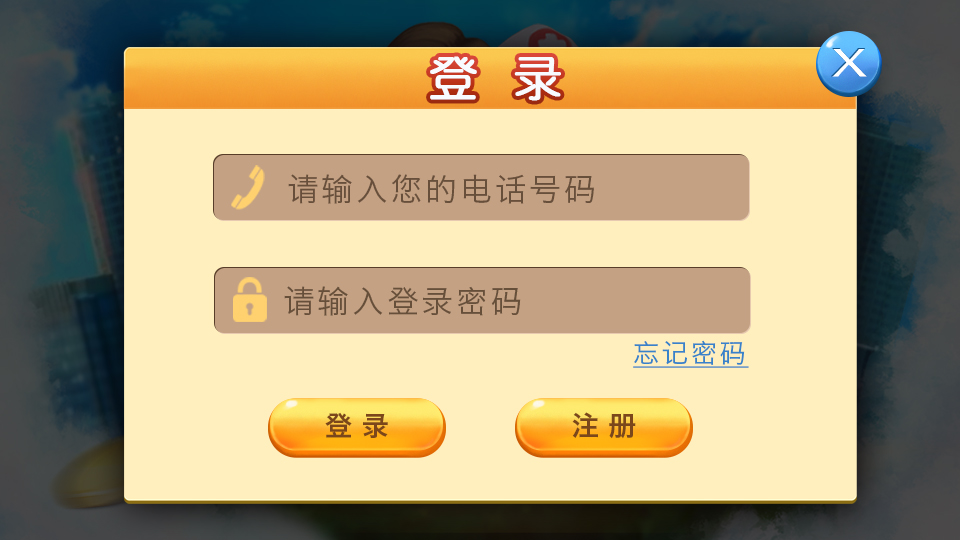 登 录
X
请输入您的电话号码
请输入登录密码
忘记密码
登 录 注 册